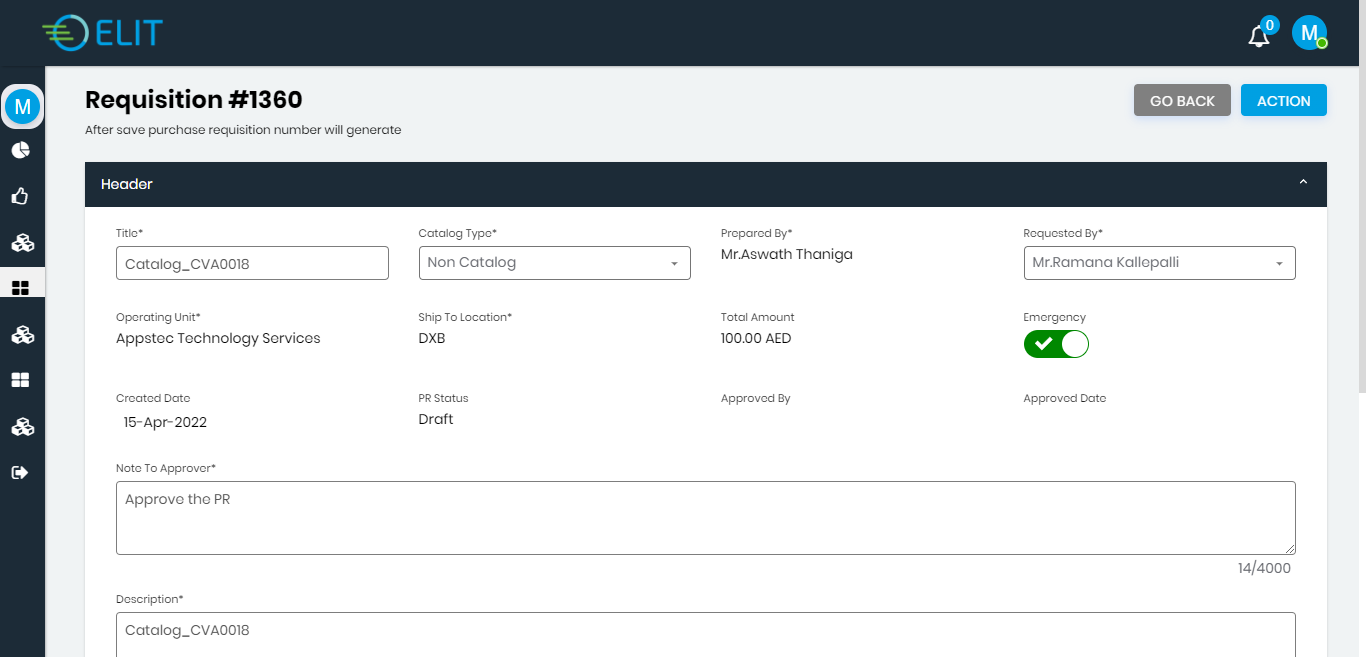 ELIT
0
M
M
Requisition #1360
GO BACK
ACTION
After save purchase requisition number will generate
Header
Title*
Catalog Type*
Prepared By*
Requested By*
Catalog_CVA0018
Non Catalog
Mr.Aswath Thaniga
Mr.Ramana Kallepalli
Operating Unit*
Ship To Location*
Total Amount
Emergency
Appstec Technology Services
DXB
100.00 AED
Created Date
PR Status
Approved By
Approved Date
15-Apr-2022
Draft
Note To Approver*
Approve the PR
14/4000
Description*
Catalog_CVA0018